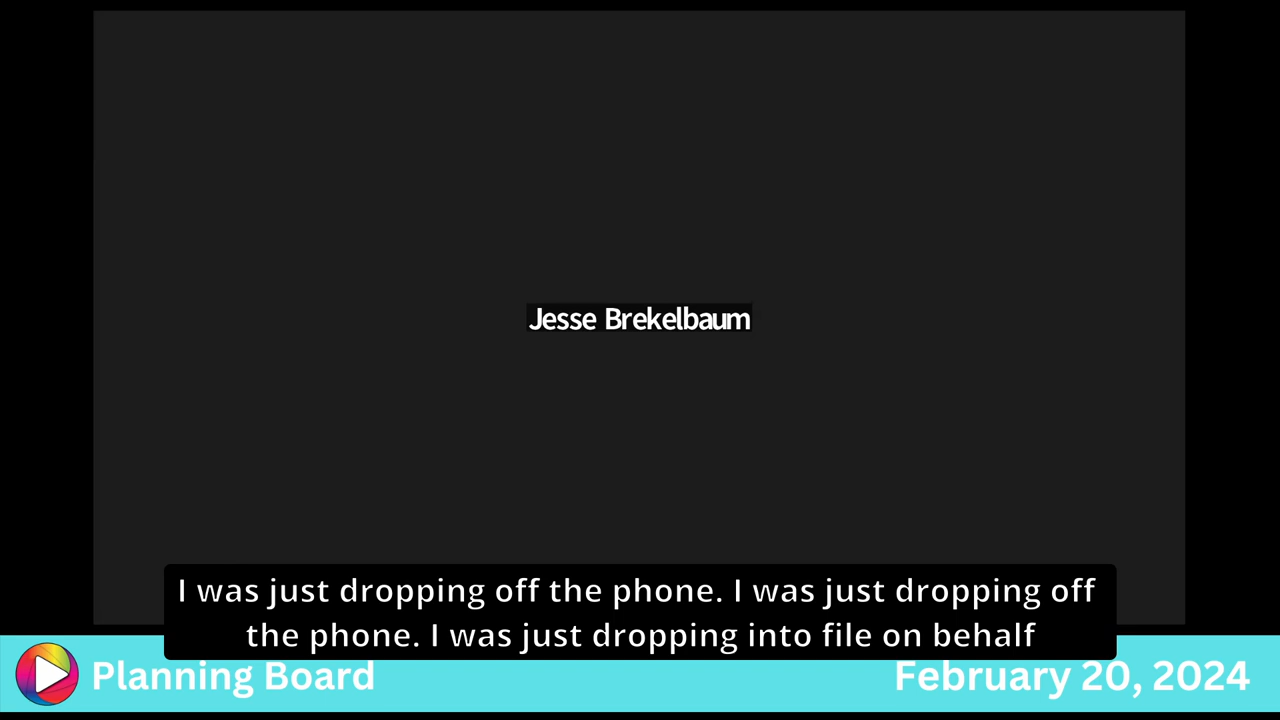 Jesse Brekelbaum
I was just dropping off the phone. I was just dropping off
the phone. I was just dropping into file on behalf
Planning Board
February 20, 2024